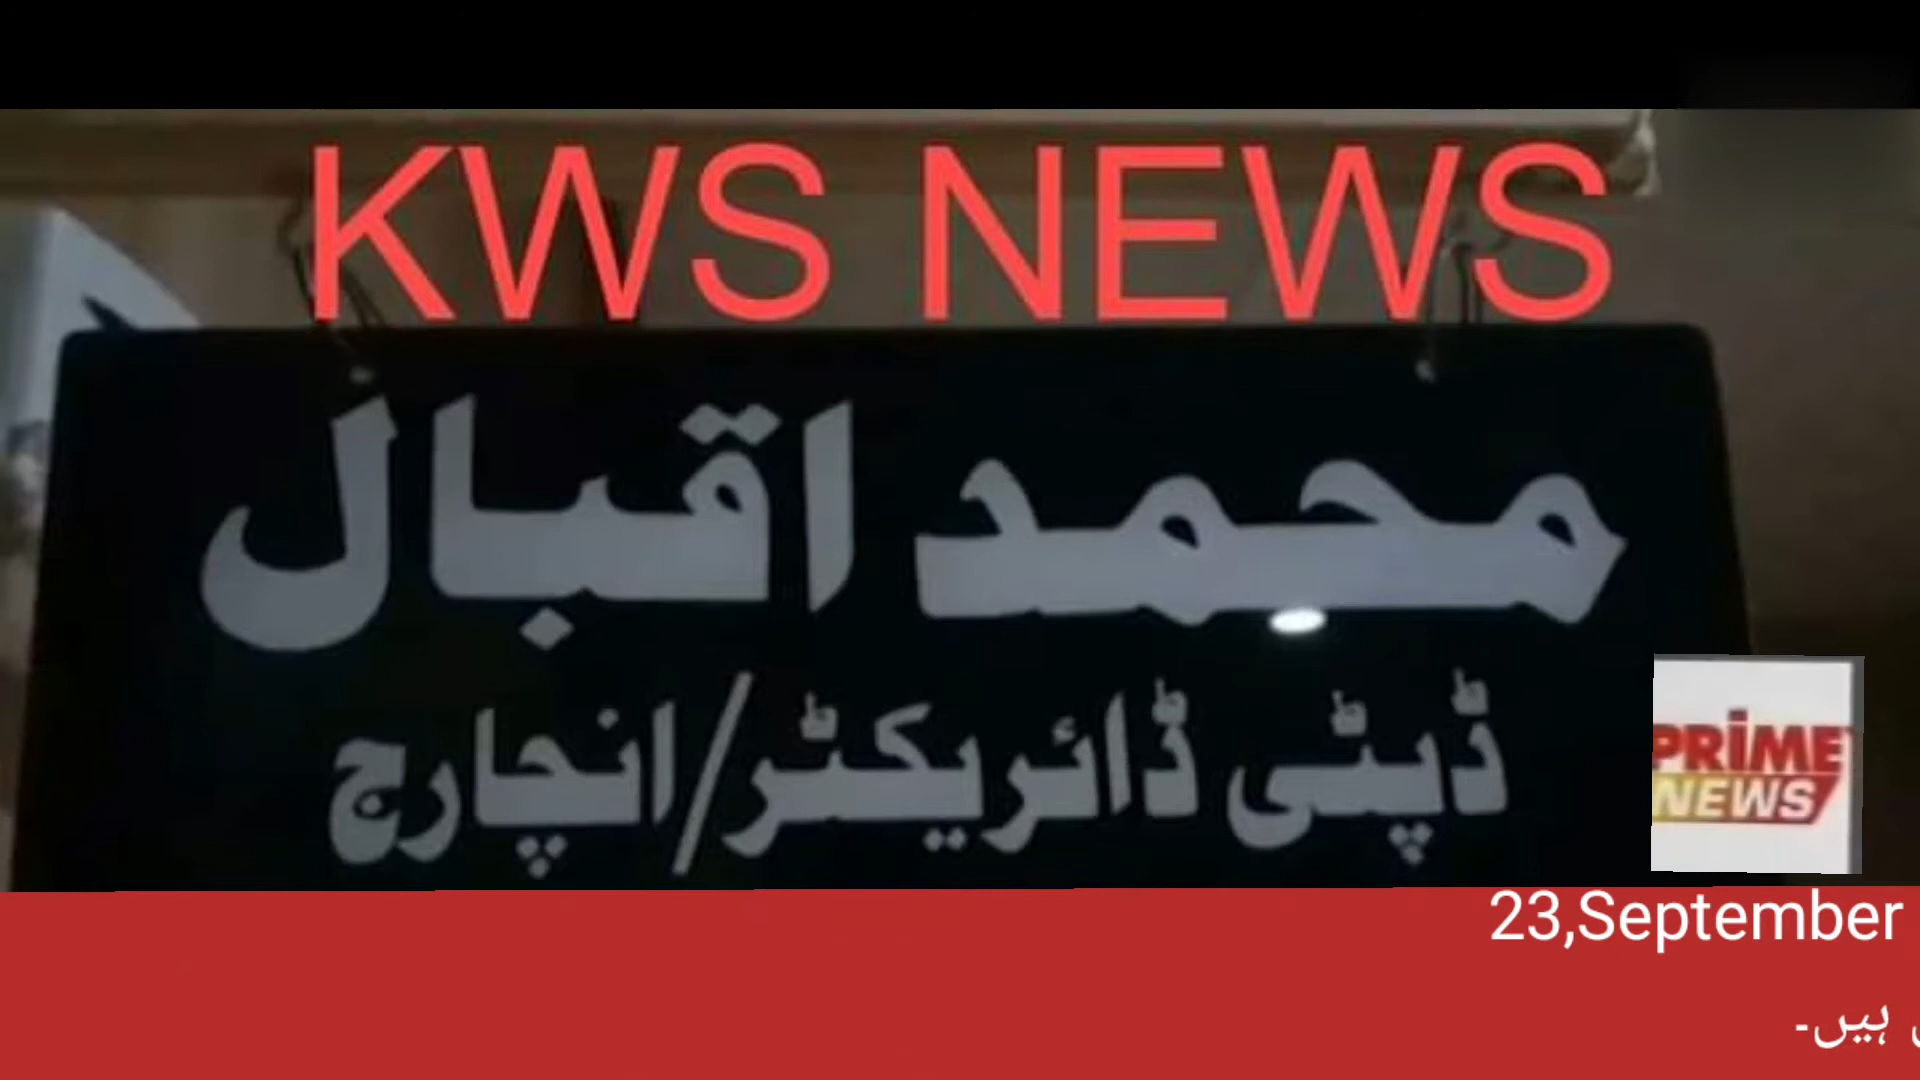 KWS NEWS
محمد اقبال
ڈپٹی ڈائریکٹر/انچارج
PRIME
NEWS
23,September
ہیں۔